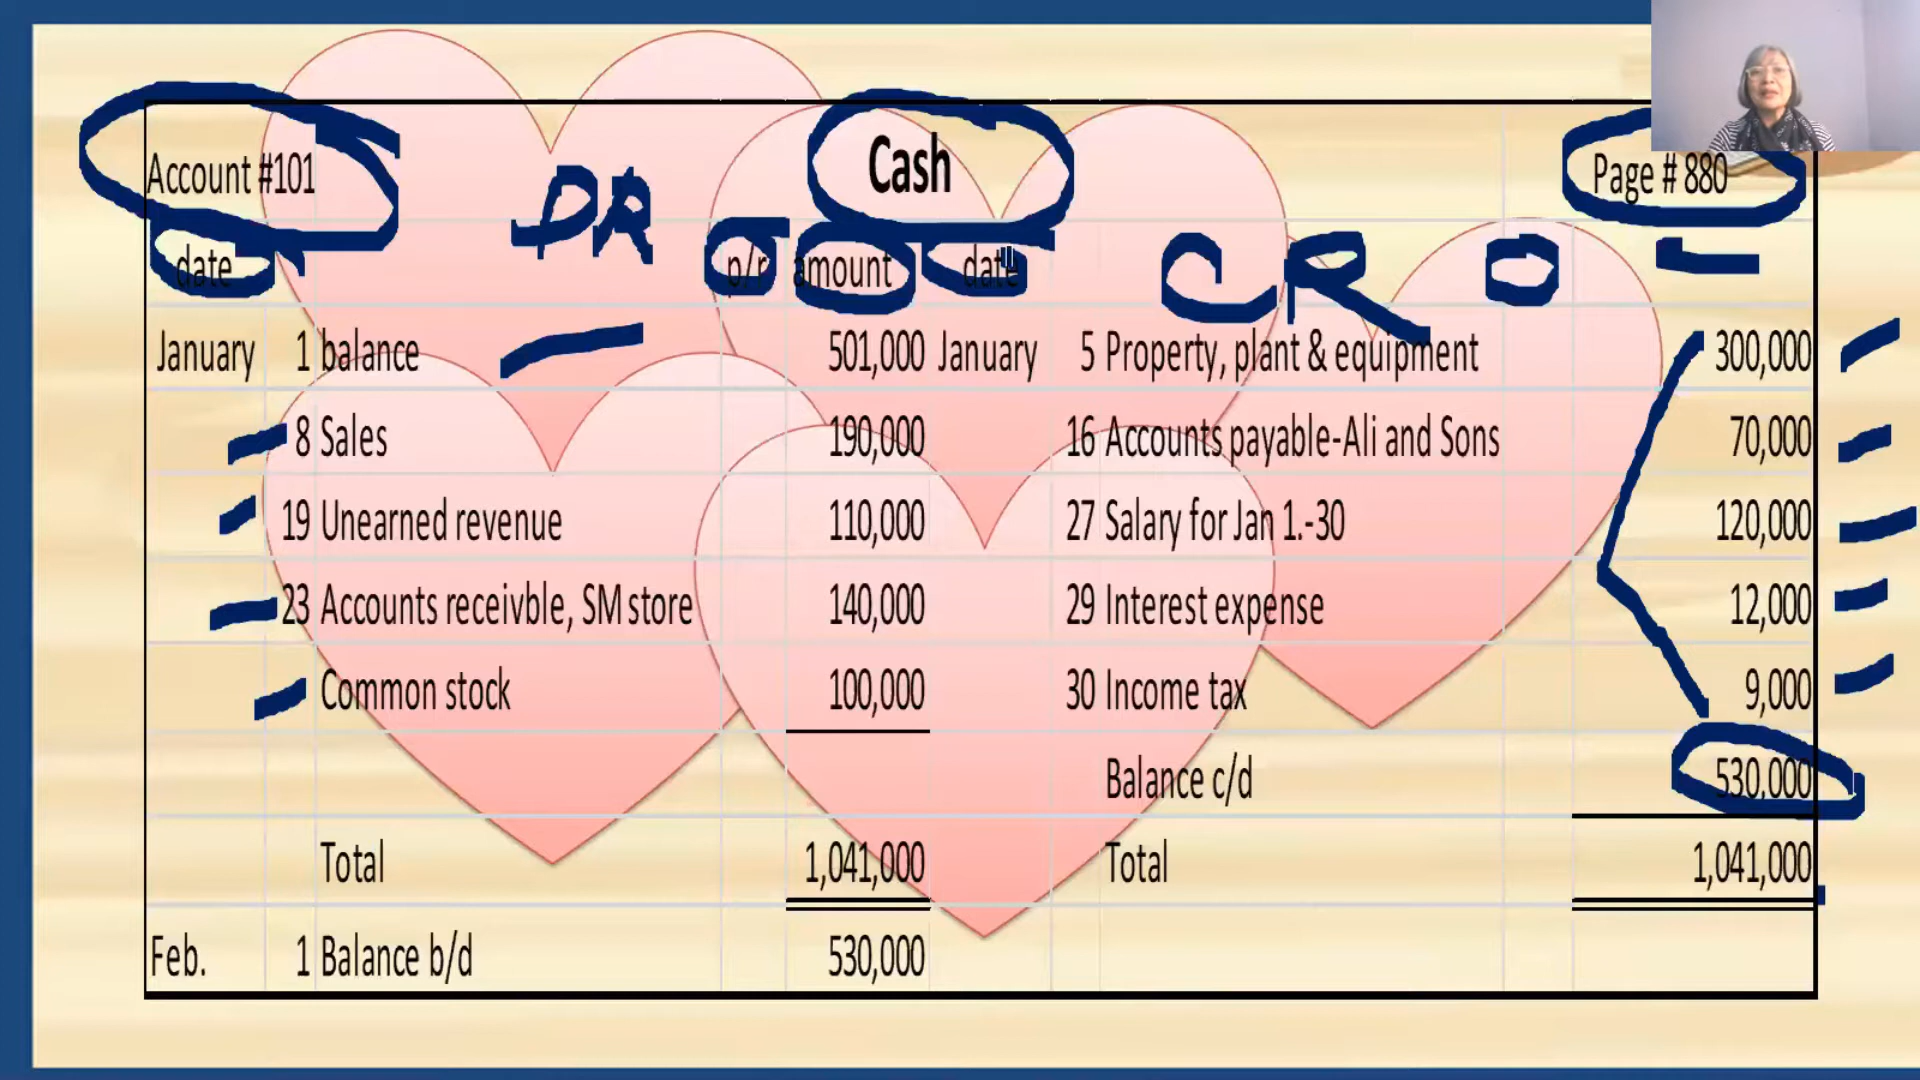 Account #101 Cash Page # 880
DR CR
date p/r amount date
January 1 balance 501,000 January 5 Property, plant & equipment 300,000
8 Sales 190,000 16 Accounts payable-Ali and Sons 70,000
19 Unearned revenue 110,000 27 Salary for Jan 1.-30 120,000
23 Accounts receivble, SM store 140,000 29 Interest expense 12,000
Common stock 100,000 30 Income tax 9,000
Balance c/d 530,000
Total 1,041,000 Total 1,041,000
Feb. 1 Balance b/d 530,000